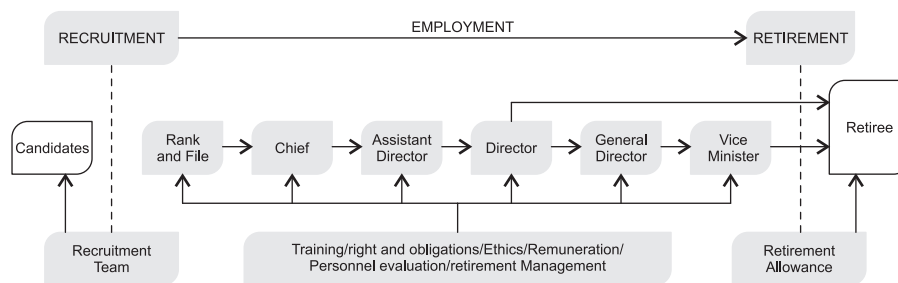 RECRUITMENT
EMPLOYMENT
RETIREMENT
Candidates
Rank
and File
Chief
Assistant
Director
Director
General
Director
Vice
Minister
Retiree
Recruitment
Team
Training/right and obligations/Ethics/Remuneration/
Personnel evaluation/retirement Management
Retirement
Allowance